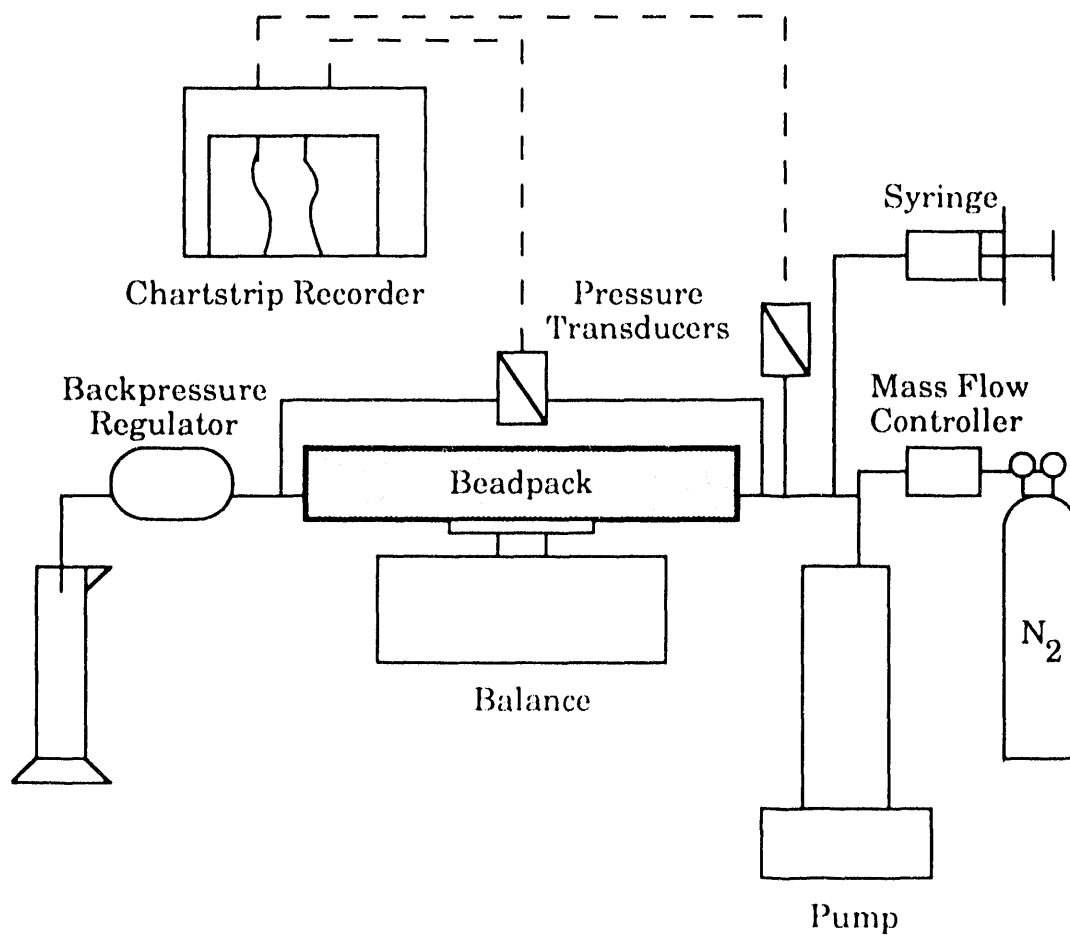 Syringe
Chartstrip Recorder
Pressure
Transducers
Backpressure
Regulator
Mass Flow
Controller
Beadpack
N2
Balance
Pump